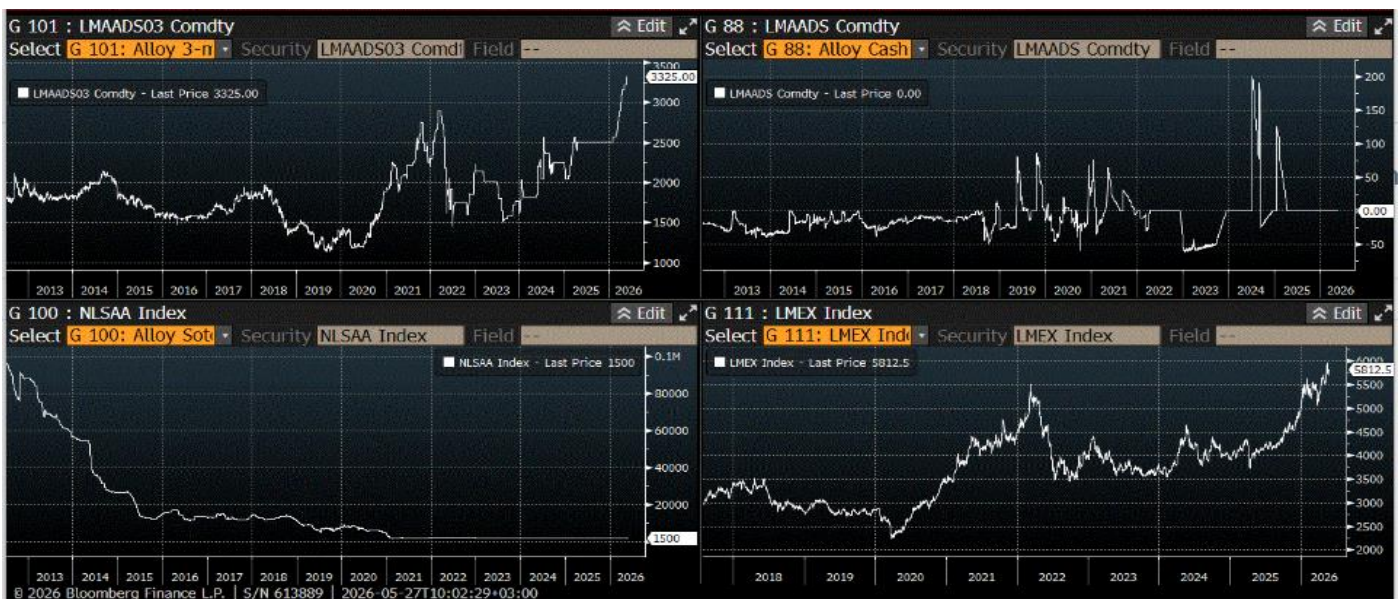 G 101 : LMAADS03 Comdty
Edit
Select G 101: Alloy 3-m Security LMAADS03 Comdt Field --
LMAADS03 Comdty - Last Price 3325.00
3500
3325.00
3000
2500
2000
1500
1000
2013 2014 2015 2016 2017 2018 2019 2020 2021 2022 2023 2024 2025 2026
G 88 : LMAADS Comdty
Edit
Select G 88: Alloy Cash Security LMAADS Comdty Field --
LMAADS Comdty - Last Price 0.00
200
150
100
50
0.00
-50
2013 2014 2015 2016 2017 2018 2019 2020 2021 2022 2023 2024 2025 2026
G 100 : NLSAA Index
Edit
Select G 100: Alloy Soto Security NLSAA Index Field --
NLSAA Index - Last Price 1500
0.1M
80000
60000
40000
20000
1500
2013 2014 2015 2016 2017 2018 2019 2020 2021 2022 2023 2024 2025 2026
G 111 : LMEX Index
Edit
Select G 111: LMEX Inde Security LMEX Index Field --
LMEX Index - Last Price 5812.5
6000
5812.5
5500
5000
4500
4000
3500
3000
2500
2000
2018 2019 2020 2021 2022 2023 2024 2025 2026
© 2026 Bloomberg Finance L.P. | S/N 613889 | 2026-05-27T10:02:29+03:00